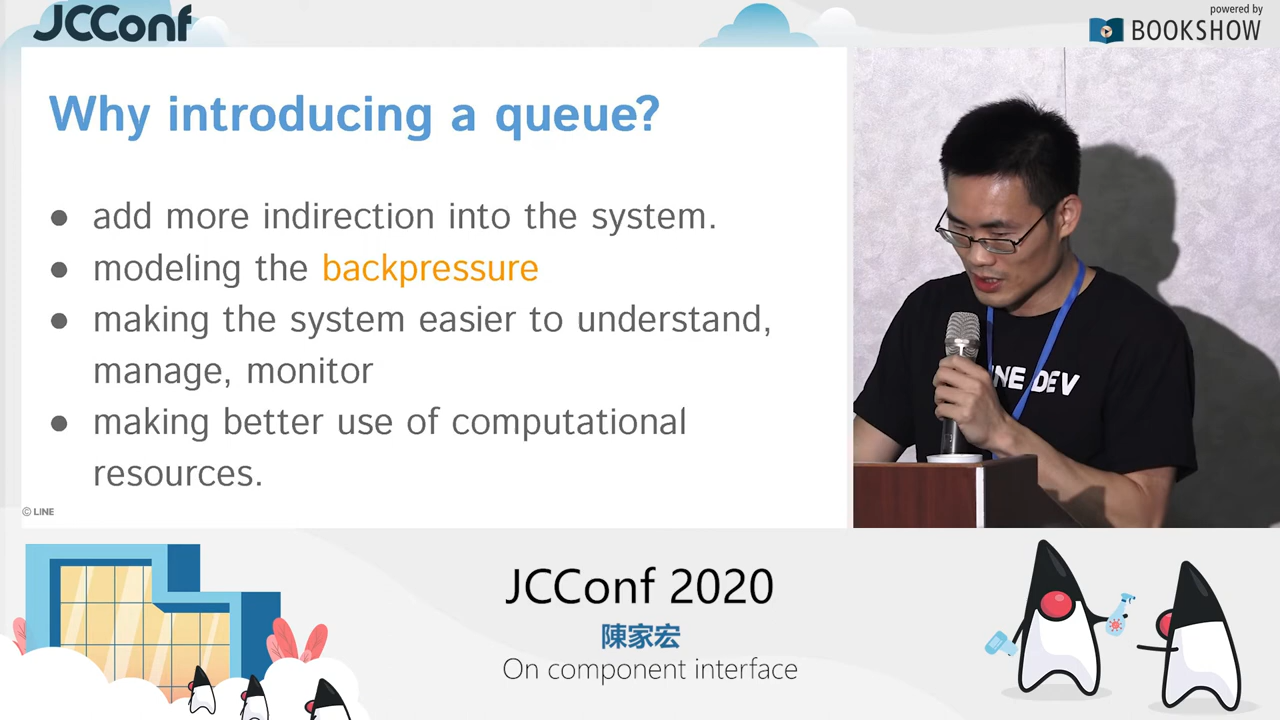 JCConf
powered by
BOOKSHOW
Why introducing a queue?
● add more indirection into the system.
● modeling the backpressure
● making the system easier to understand,
manage, monitor
● making better use of computational
resources.
© LINE
NE DEV
JCConf 2020
陳家宏
On component interface